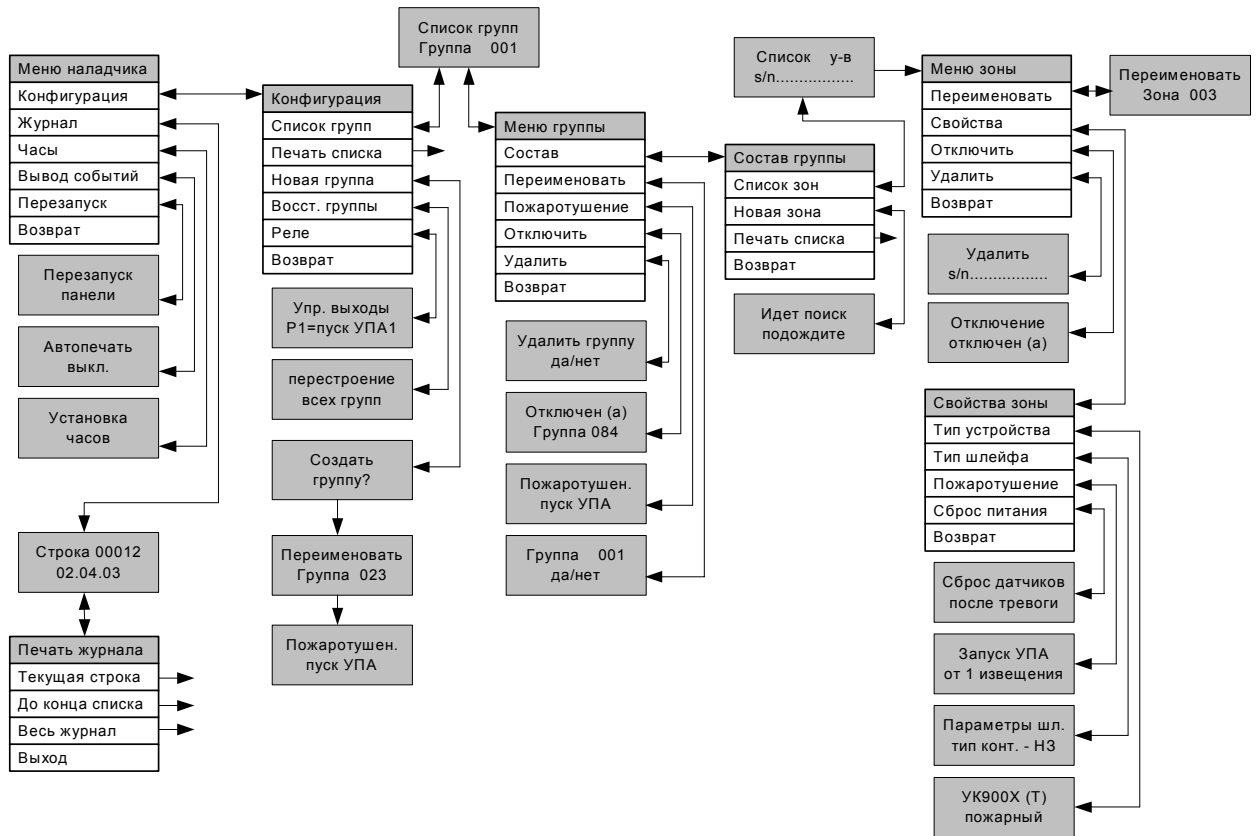 Список групп
Группа 001
Меню наладчика
Конфигурация
Журнал
Часы
Вывод событий
Перезапуск
Возврат
Перезапуск
панели
Автопечать
выкл.
Установка
часов
Строка 00012
02.04.03
Печать журнала
Текущая строка
До конца списка
Весь журнал
Выход
Конфигурация
Список групп
Печать списка
Новая группа
Восст. группы
Реле
Возврат
Упр. выходы
Р1=пуск УПА1
перестроение
всех групп
Создать
группу?
Переименовать
Группа 023
Пожаротушен.
пуск УПА
Меню группы
Состав
Переименовать
Пожаротушение
Отключить
Удалить
Возврат
Удалить группу
да/нет
Отключен (а)
Группа 084
Пожаротушен.
пуск УПА
Группа 001
да/нет
Список у-в
s/n.................
Состав группы
Список зон
Новая зона
Печать списка
Возврат
Идет поиск
подождите
Меню зоны
Переименовать
Свойства
Отключить
Удалить
Возврат
Переименовать
Зона 003
Удалить
s/n.................
Отключение
отключен (а)
Свойства зоны
Тип устройства
Тип шлейфа
Пожаротушение
Сброс питания
Возврат
Сброс датчиков
после тревоги
Запуск УПА
от 1 извещения
Параметры шл.
тип конт. - НЗ
УК900Х (Т)
пожарный